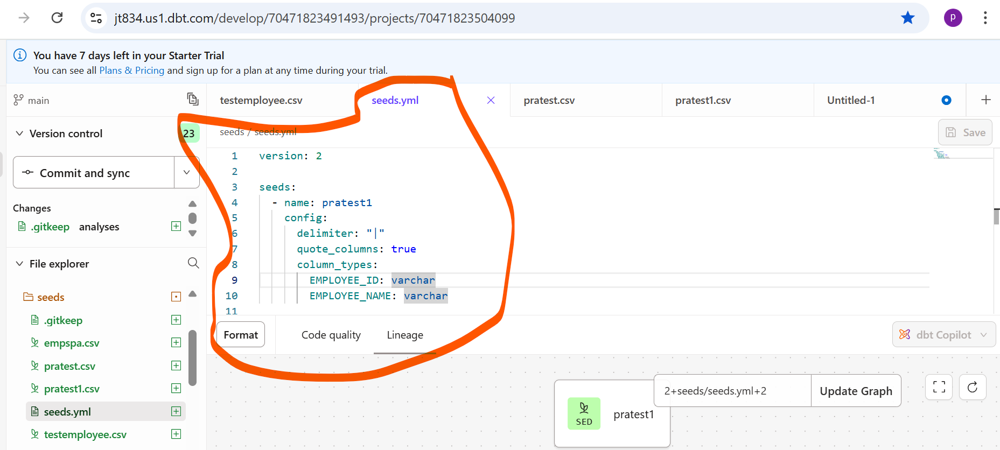 jt834.us1.dbt.com/develop/70471823491493/projects/70471823504099
p
You have 7 days left in your Starter Trial
You can see all Plans & Pricing and sign up for a plan at any time during your trial.
main
testemployee.csv
seeds.yml
pratest.csv
pratest1.csv
Untitled-1
Version control
23
seeds / seeds.yml
Save
Commit and sync
Changes
.gitkeep analyses
File explorer
seeds
.gitkeep
empspa.csv
pratest.csv
pratest1.csv
seeds.yml
testemployee.csv
1 version: 2
2
3 seeds:
4 - name: pratest1
5 config:
6 delimiter: "|"
7 quote_columns: true
8 column_types:
9 EMPLOYEE_ID: varchar
10 EMPLOYEE_NAME: varchar
11
Format
Code quality
Lineage
dbt Copilot
2+seeds/seeds.yml+2
Update Graph
SED
pratest1